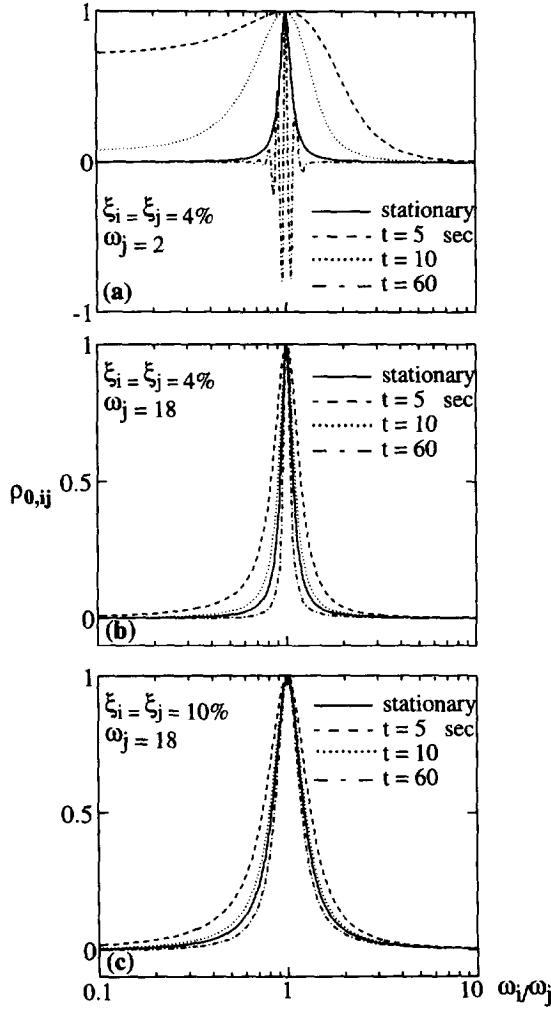 1
0
-1
ξi = ξj = 4%
ωj = 2
(a)
stationary
t = 5 sec
t = 10
t = 60
1
0.5
0
ρ0,ij
ξi = ξj = 4%
ωj = 18
(b)
stationary
t = 5 sec
t = 10
t = 60
1
0.5
0
ξi = ξj = 10%
ωj = 18
(c)
stationary
t = 5 sec
t = 10
t = 60
0.1 1 10 ωi/ωj